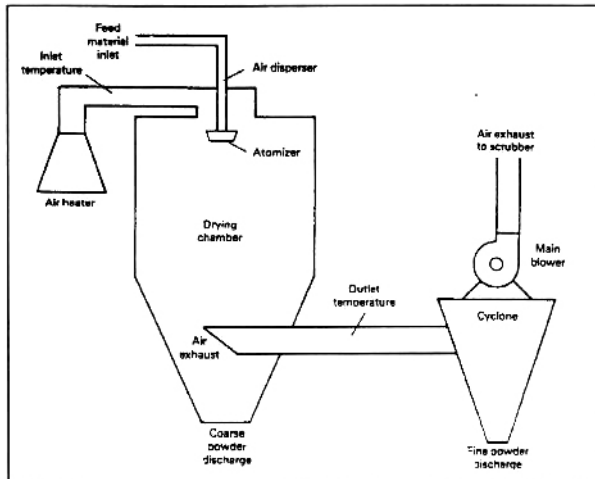 Feed
material
inlet
Inlet
temperature
Air disperser
Atomizer
Air heater
Drying
chamber
Air exhaust
to scrubber
Main
blower
Outlet
temperature
Cyclone
Air
exhaust
Coarse
powder
discharge
Fine powder
discharge